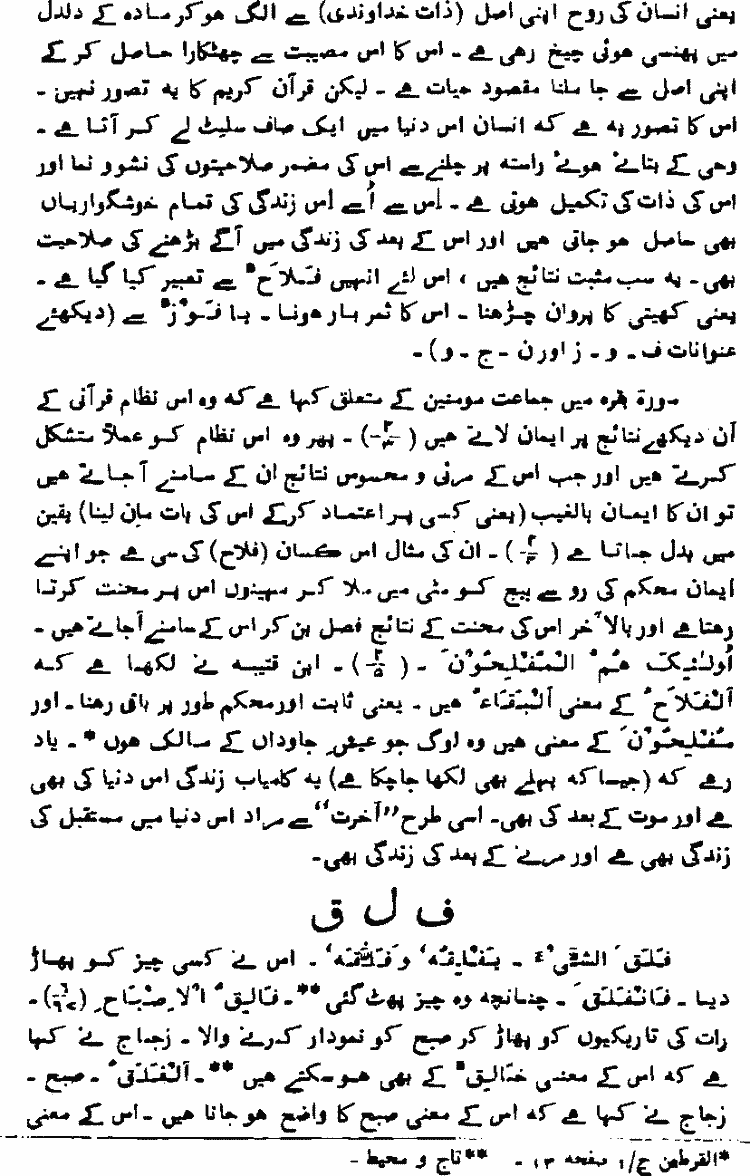 یعنی انسان کی روح اپنی اصل (ذات خداوندی) سے الگ ہو کر مادہ کے دلدل
میں پھنسی ہوئی چیخ رہی ہے ۔ اس کا اس مصیبت سے چھٹکارا حاصل کر کے
اپنی اصل سے جا ملنا مقصود حیات ہے ۔ لیکن قرآن کریم کا یہ تصور نہیں ۔
اس کا تصور یہ ہے کہ انسان اس دنیا میں ایک صاف سلیٹ لے کر آتا ہے ۔
وحی کے بتائے ہوئے راستہ پر چلنے سے اس کی مضمر صلاحیتوں کی نشو و نما اور
اس کی ذات کی تکمیل ہوتی ہے ۔ اِس سے اُسے اِس زندگی کی تمام خوشگواریاں
بھی حاصل ہو جاتی ہیں اور اس کے بعد کی زندگی میں آگے بڑھنے کی صلاحیت
بھی ۔ یہ سب مثبت نتائج ہیں ، اس لئے انہیں فَلَاحٌ سے تعبیر کیا گیا ہے ۔
یعنی کھیتی کا پروان چڑھنا ۔ اس کا ثمر بار ہونا ۔ یا فَوْزٌ سے (دیکھئے
عنوانات ف ۔ و ۔ ز اور ن ۔ ج ۔ و) ۔
سورۃ بقرہ میں جماعت مومنین کے متعلق کہا ہے کہ وہ اس نظام قرآنی کے
اَن دیکھے نتائج پر ایمان لاتے ہیں (۲/۳) ۔ پھر وہ اس نظام کو عملاً متشکل
کرتے ہیں اور جب اس کے مرئی و محسوس نتائج ان کے سامنے آجاتے ہیں
تو ان کا ایمان بالغیب (یعنی کسی پر اعتماد کرکے اس کی بات مان لینا) یقین
میں بدل جاتا ہے (۲/۴) ۔ ان کی مثال اس کسان (فلاح) کی سی ہے جو اپنے
ایمان محکم کی رو سے بیج کو مٹی میں ملا کر مہینوں اس پر محنت کرتا
رہتا ہے اور بالآخر اس کی محنت کے نتائج فصل بن کر اس کے سامنے آجاتے ہیں ۔
اُولٰئِکَ ھُمُ الْمُفْلِحُوْنَ ۔ (۲/۵) ۔ ابن قتیبہ نے لکھا ہے کہ
اَلْفَلَاحُ کے معنی اَلْبَقَاءُ ہیں ۔ یعنی ثابت اور محکم طور پر باقی رہنا ۔ اور
مُفْلِحُوْنَ کے معنی ہیں وہ لوگ جو عیشِ جاوداں کے مالک ہوں * ۔ یاد
رہے کہ (جیسا کہ پہلے بھی لکھا جاچکا ہے) یہ کامیاب زندگی اس دنیا کی بھی
ہے اور موت کے بعد کی بھی ۔ اسی طرح ”آخرت“ سے مراد اس دنیا میں مستقبل کی
زندگی بھی ہے اور مرنے کے بعد کی زندگی بھی ۔
ف ل ق
فَلَقَ الشَّیْءَ ۔ یَفْلِقُہٗ وَفَلَّقَہٗ ۔ اس نے کسی چیز کو پھاڑ
دیا ۔ فَانْفَلَقَ ۔ چنانچہ وہ چیز پھٹ گئی ** ۔ فَالِقُ الْاِصْبَاحِ (۶/۹۷) ۔
رات کی تاریکیوں کو پھاڑ کر صبح کو نمودار کرنے والا ۔ زجاج نے کہا
ہے کہ اس کے معنی خَالِقٌ کے بھی ہوسکتے ہیں ** ۔ اَلْفَلَقُ ۔ صبح ۔
زجاج نے کہا ہے کہ اس کے معنی صبح کا واضح ہو جانا ہیں ۔ اس کے معنی
*القرطین ج/۱ صفحہ ۱۳ ۔ **تاج و محیط ۔